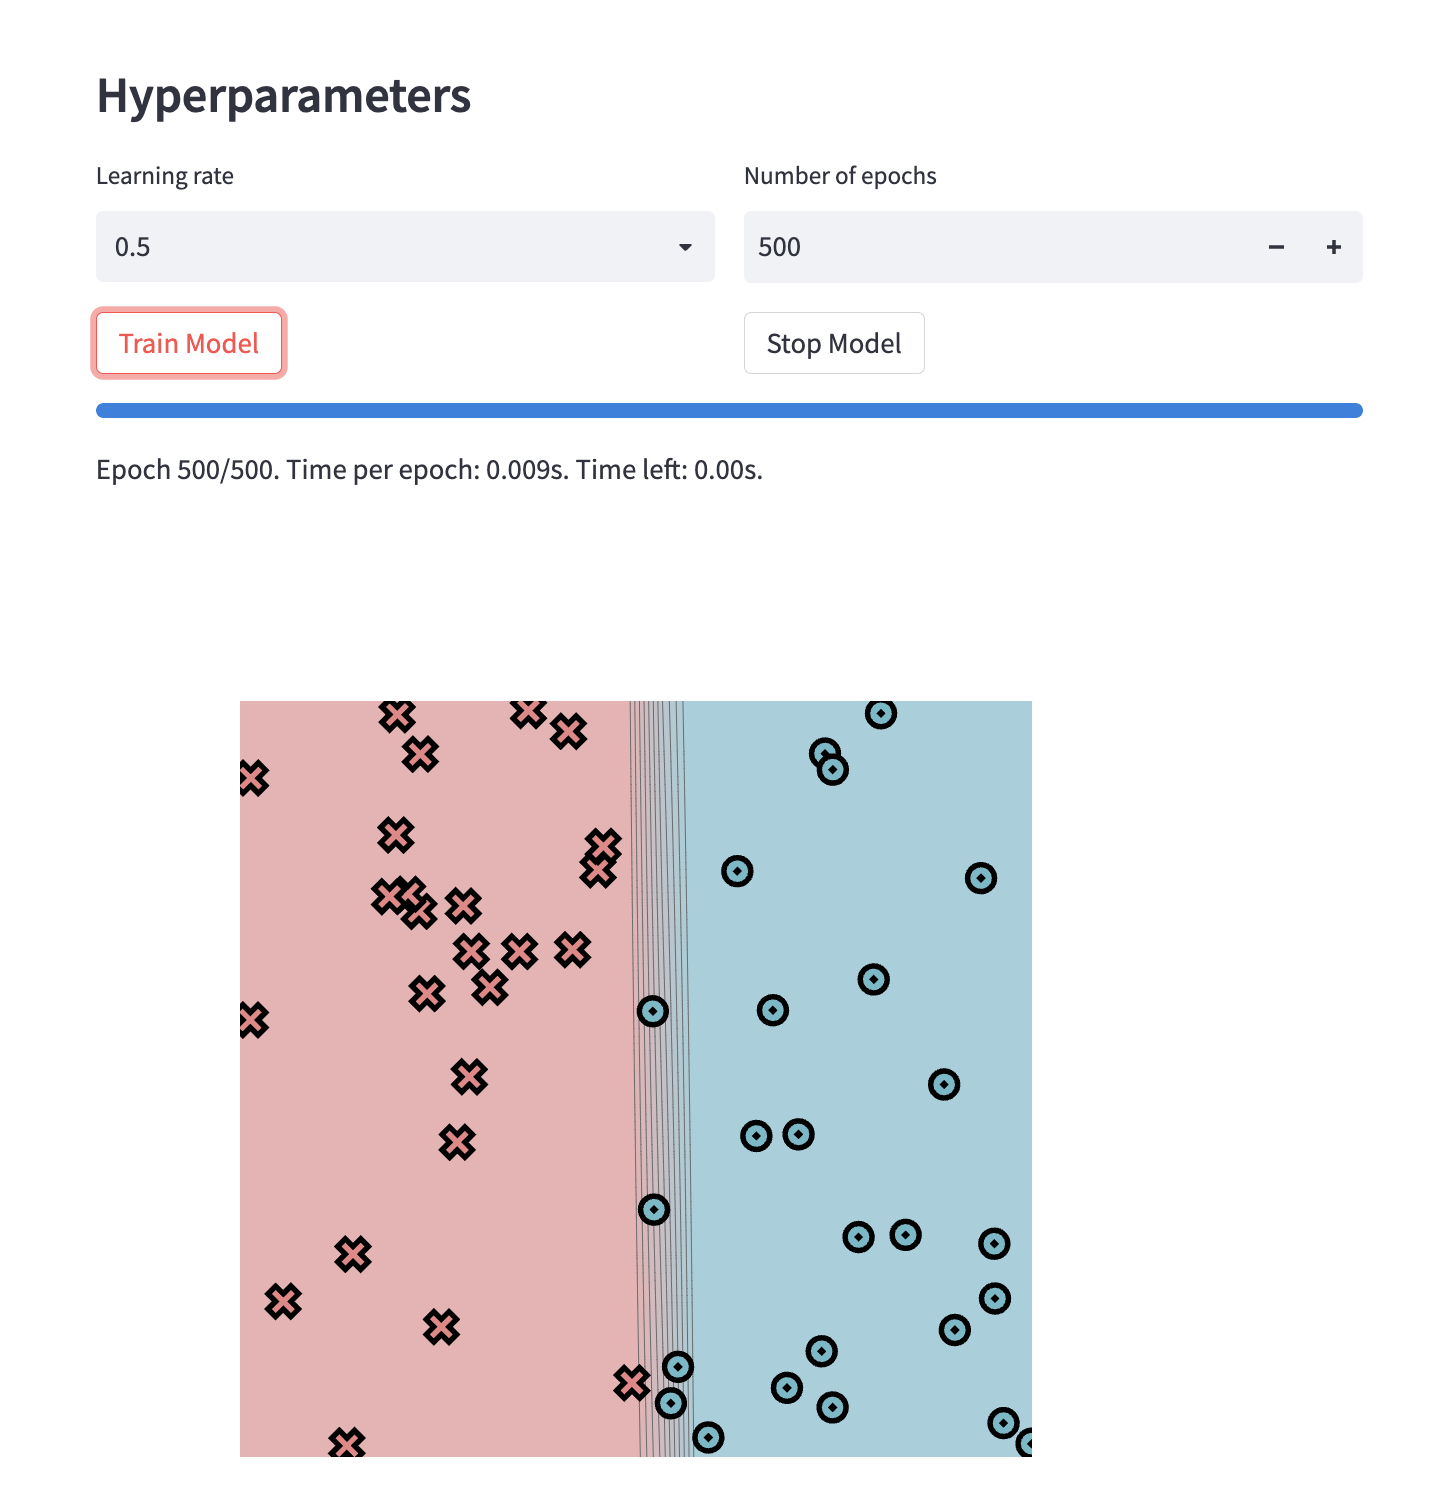 Hyperparameters
Learning rate
Number of epochs
0.5
500
Train Model
Stop Model
Epoch 500/500. Time per epoch: 0.009s. Time left: 0.00s.